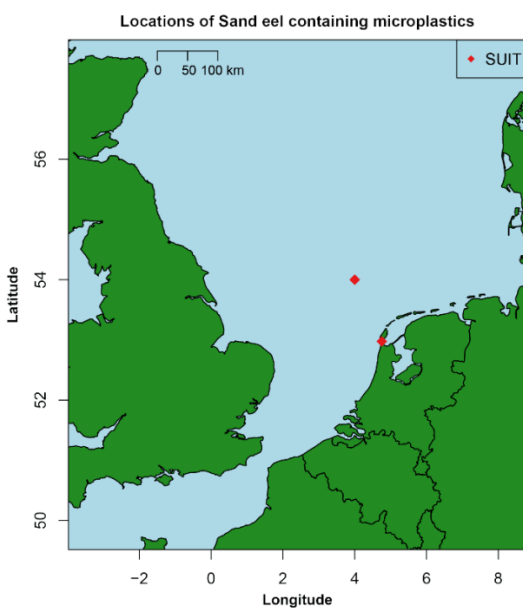 Locations of Sand eel containing microplastics
0 50 100 km
SUIT
56
54
52
50
Latitude
−2 0 2 4 6 8
Longitude